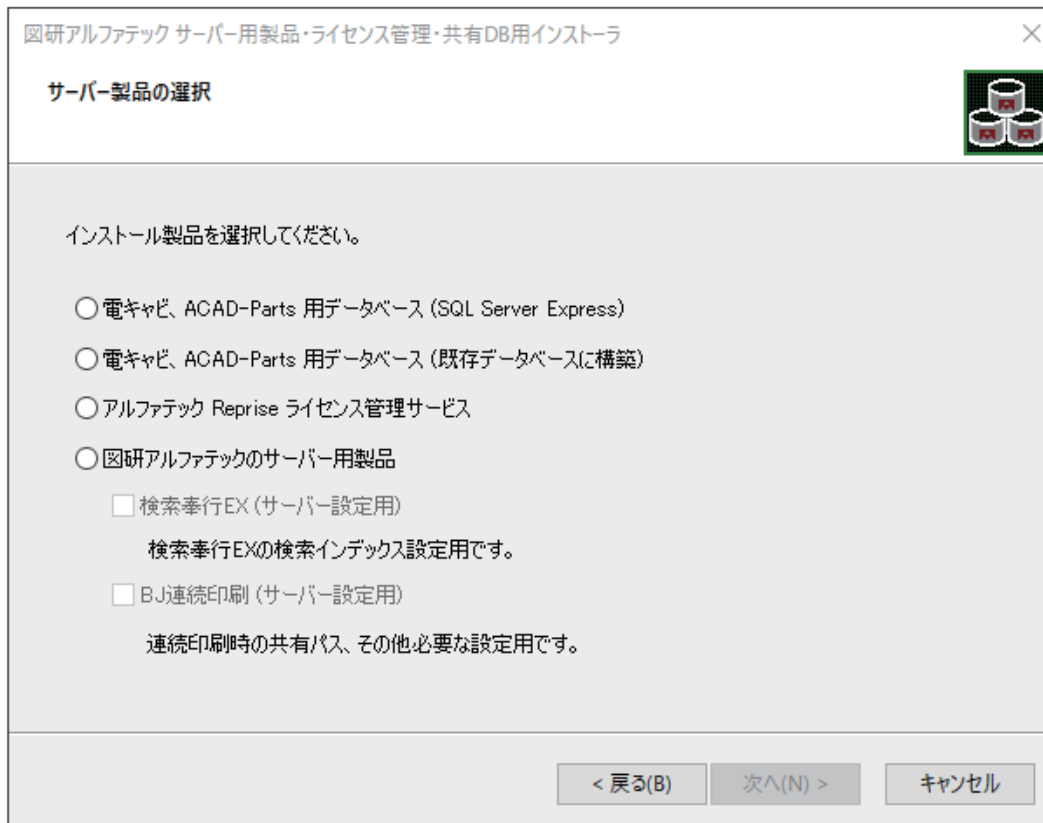 図研アルファテック サーバー用製品・ライセンス管理・共有DB用インストーラ
サーバー製品の選択
インストール製品を選択してください。
電キャビ、ACAD-Parts 用データベース (SQL Server Express)
電キャビ、ACAD-Parts 用データベース (既存データベースに構築)
アルファテック Reprise ライセンス管理サービス
図研アルファテックのサーバー用製品
検索奉行EX (サーバー設定用)
検索奉行EXの検索インデックス設定用です。
BJ連続印刷 (サーバー設定用)
連続印刷時の共有パス、その他必要な設定用です。
< 戻る(B) 次へ(N) > キャンセル